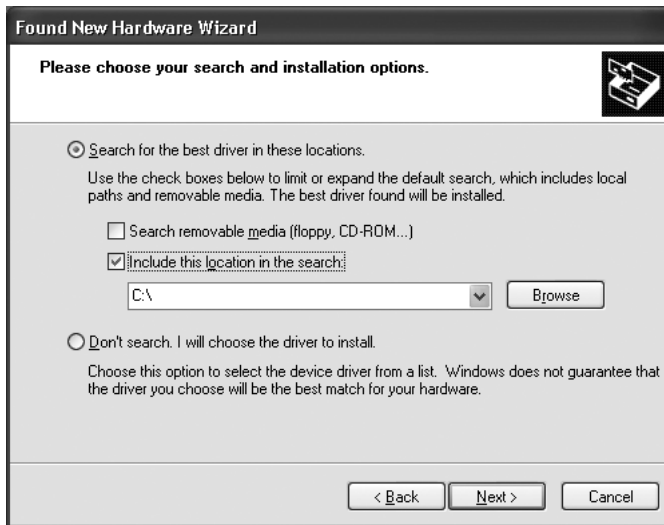 Found New Hardware Wizard
Please choose your search and installation options.
Search for the best driver in these locations.
Use the check boxes below to limit or expand the default search, which includes local
paths and removable media. The best driver found will be installed.
Search removable media (floppy, CD-ROM...)
Include this location in the search:
C:\
Browse
Don't search. I will choose the driver to install.
Choose this option to select the device driver from a list. Windows does not guarantee that
the driver you choose will be the best match for your hardware.
< Back Next > Cancel